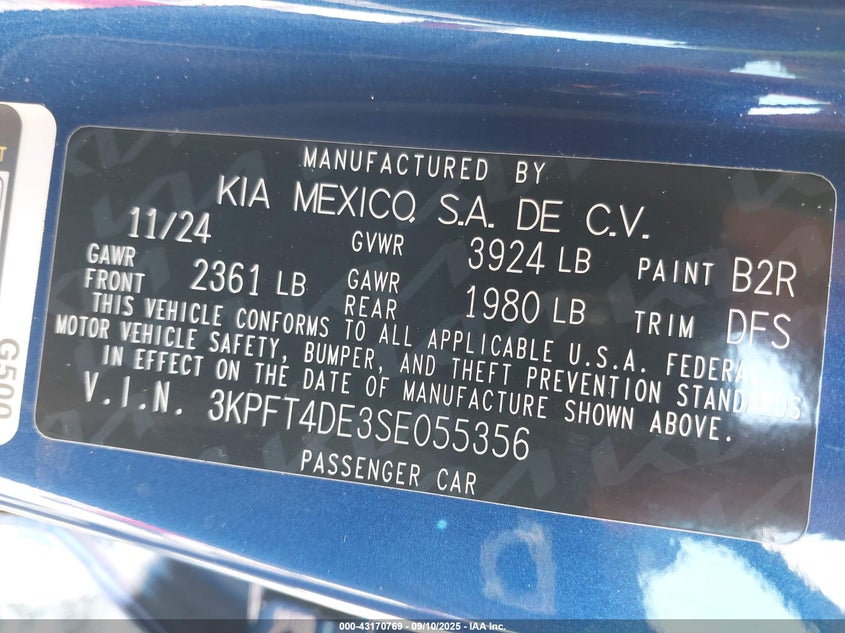 MANUFACTURED BY
KIA MEXICO, S.A. DE C.V.
11/24 GVWR 3924 LB PAINT B2R
GAWR FRONT 2361 LB GAWR REAR 1980 LB TRIM DFS
THIS VEHICLE CONFORMS TO ALL APPLICABLE U.S.A. FEDERA
MOTOR VEHICLE SAFETY, BUMPER, AND THEFT PREVENTION STANDARDS
IN EFFECT ON THE DATE OF MANUFACTURE SHOWN ABOVE.
V.I.N. 3KPFT4DE3SE055356
PASSENGER CAR
G500
000-43170769 - 09/10/2025 - IAA Inc.